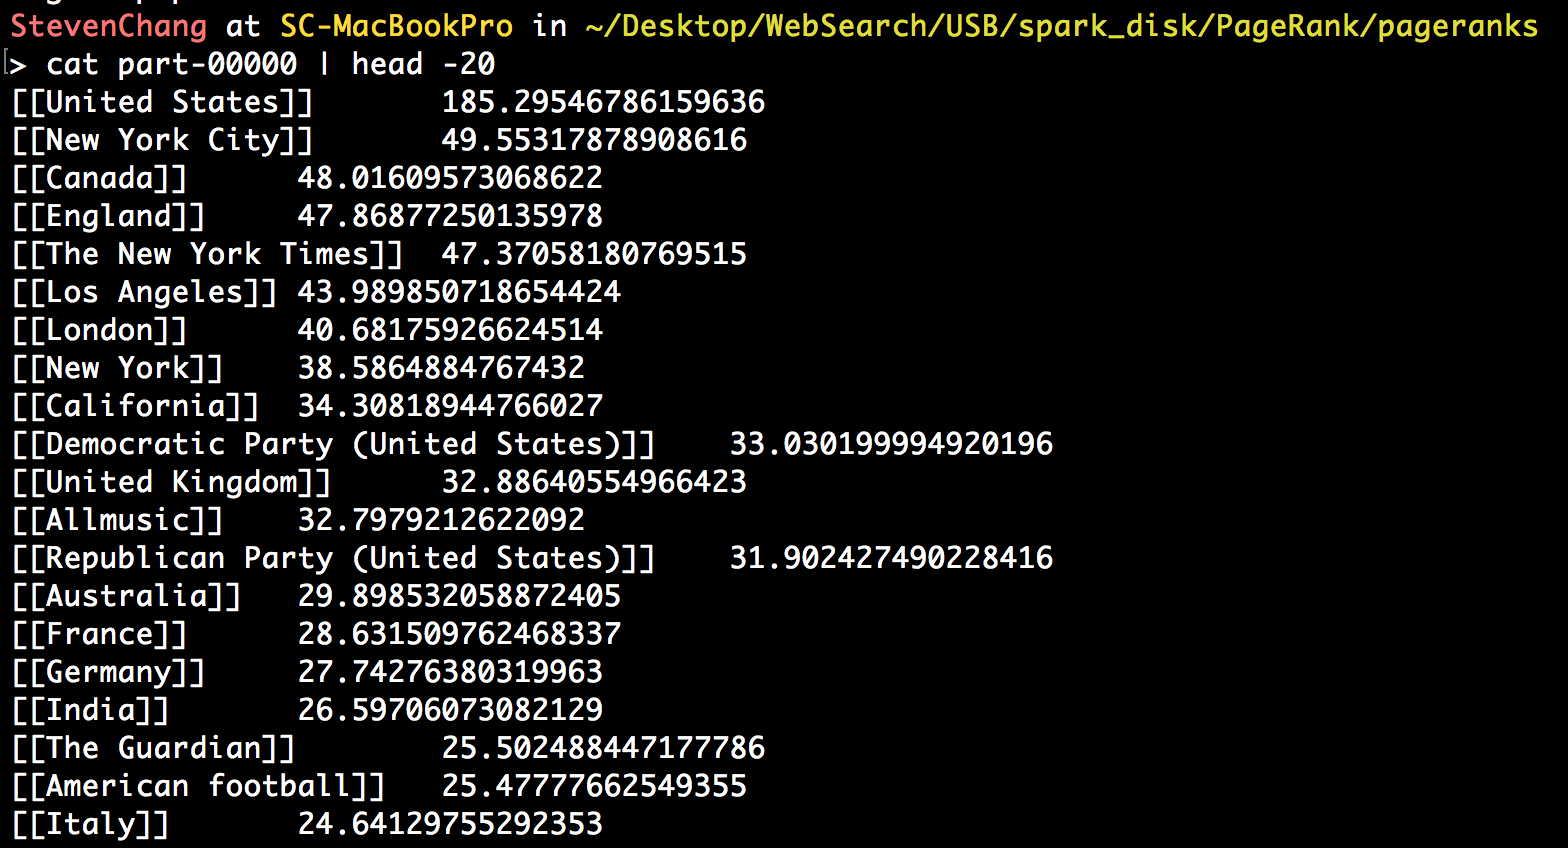 StevenChang at SC-MacBookPro in ~/Desktop/WebSearch/USB/spark_disk/PageRank/pageranks
[> cat part-00000 | head -20
[[United States]] 185.29546786159636
[[New York City]] 49.55317878908616
[[Canada]] 48.01609573068622
[[England]] 47.86877250135978
[[The New York Times]] 47.37058180769515
[[Los Angeles]] 43.989850718654424
[[London]] 40.68175926624514
[[New York]] 38.5864884767432
[[California]] 34.30818944766027
[[Democratic Party (United States)]] 33.030199994920196
[[United Kingdom]] 32.88640554966423
[[Allmusic]] 32.7979212622092
[[Republican Party (United States)]] 31.902427490228416
[[Australia]] 29.898532058872405
[[France]] 28.631509762468337
[[Germany]] 27.74276380319963
[[India]] 26.59706073082129
[[The Guardian]] 25.502488447177786
[[American football]] 25.47777662549355
[[Italy]] 24.64129755292353